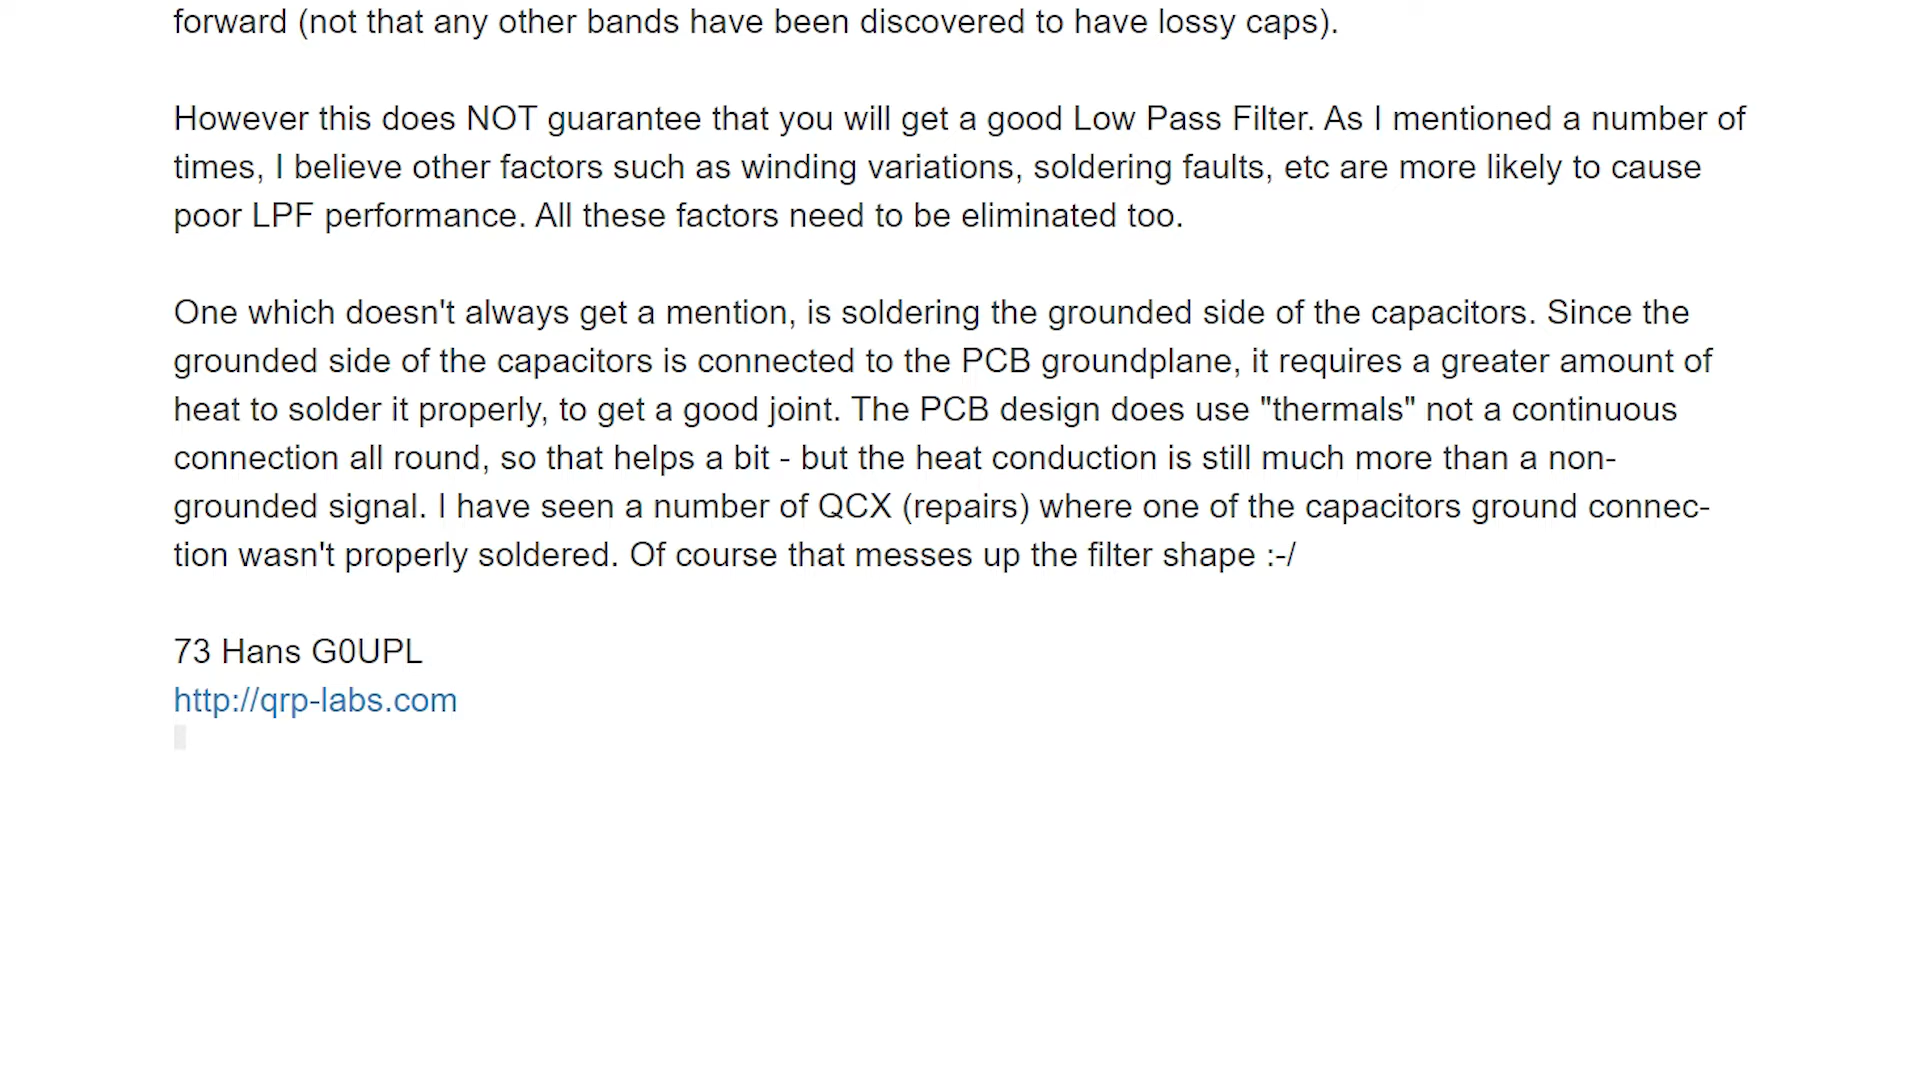 forward (not that any other bands have been discovered to have lossy caps).
However this does NOT guarantee that you will get a good Low Pass Filter. As I mentioned a number of
times, I believe other factors such as winding variations, soldering faults, etc are more likely to cause
poor LPF performance. All these factors need to be eliminated too.
One which doesn't always get a mention, is soldering the grounded side of the capacitors. Since the
grounded side of the capacitors is connected to the PCB groundplane, it requires a greater amount of
heat to solder it properly, to get a good joint. The PCB design does use "thermals" not a continuous
connection all round, so that helps a bit - but the heat conduction is still much more than a non-
grounded signal. I have seen a number of QCX (repairs) where one of the capacitors ground connec-
tion wasn't properly soldered. Of course that messes up the filter shape :-/
73 Hans G0UPL
http://qrp-labs.com